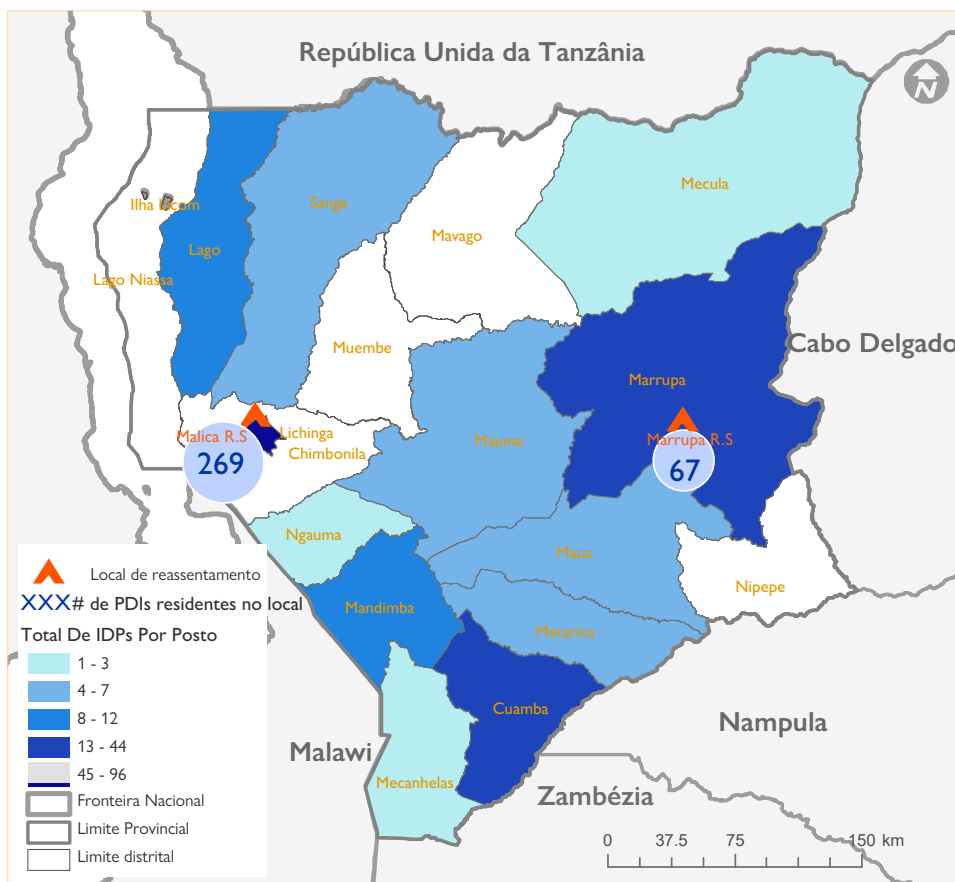 República Unida da Tanzânia
N
Mecula
Ilha Licom
Sanga
Mavago
Lago
Lago Niassa
Cabo Delgado
Muembe
Marrupa
Malica R.S
Lichinga
Marrupa R.S
Majune
Chimbonila
269
67
Ngauma
Maua
Nipepe
Mandimba
Metarica
Cuamba
Nampula
Malawi
Mecanhelas
Zambézia
Local de reassentamento
XXX# de PDIs residentes no local
Total De IDPs Por Posto
1 - 3
4 - 7
8 - 12
13 - 44
45 - 96
Fronteira Nacional
Limite Provincial
Limite distrital
0 37.5 75 150 km